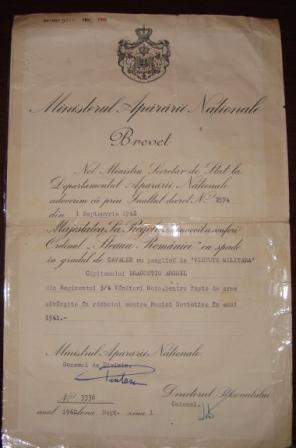 Ministerul Apărării Naționale
Brevet
Noi Ministru Secretar de Stat la
Departamentul Apărării Naționale
adeverim că prin Înaltul decret No 2574
din 1 Septemvrie 1942
Majestatea Sa Regele a binevoit a conferi
Ordinul "Steaua României" cu spade
în gradul de CAVALER cu panglică de "VIRTUTE MILITARA"
Căpitanului DRAGOSTIN ANGHEL
din Regimentul 3/4 Vânători Moto, pentru fapte de arme
săvârșite în războiul contra Rusiei Sovietice în anul
1941.-
Ministrul Apărării Naționale
General de Divizie,
Directorul Personalului
Colonel,
No 3336
anul 1942 luna Sept. ziua 1